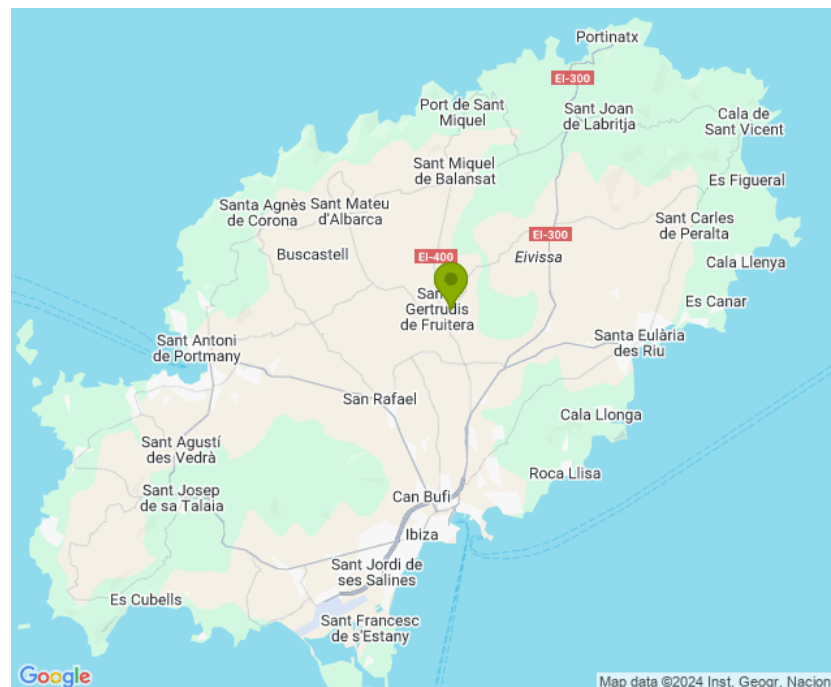 Portinatx
EI-300
Port de Sant
Miquel
Sant Joan
de Labritja
Cala de
Sant Vicent
Sant Miquel
de Balansat
Es Figueral
Santa Agnès
de Corona
Sant Mateu
d'Albarca
Sant Carles
de Peralta
EI-300
Buscastell
EI-400
Eivissa
Cala Llenya
Gertrudis
de Fruitera
Es Canar
Sant Antoni
de Portmany
Santa Eulària
des Riu
San Rafael
Cala Llonga
Sant Agustí
des Vedrà
Roca Llisa
Sant Josep
de sa Talaia
Can Bufi
Ibiza
Sant Jordi de
ses Salines
Es Cubells
Sant Francesc
de s'Estany
Google
Map data ©2024 Inst. Geogr. Nacion